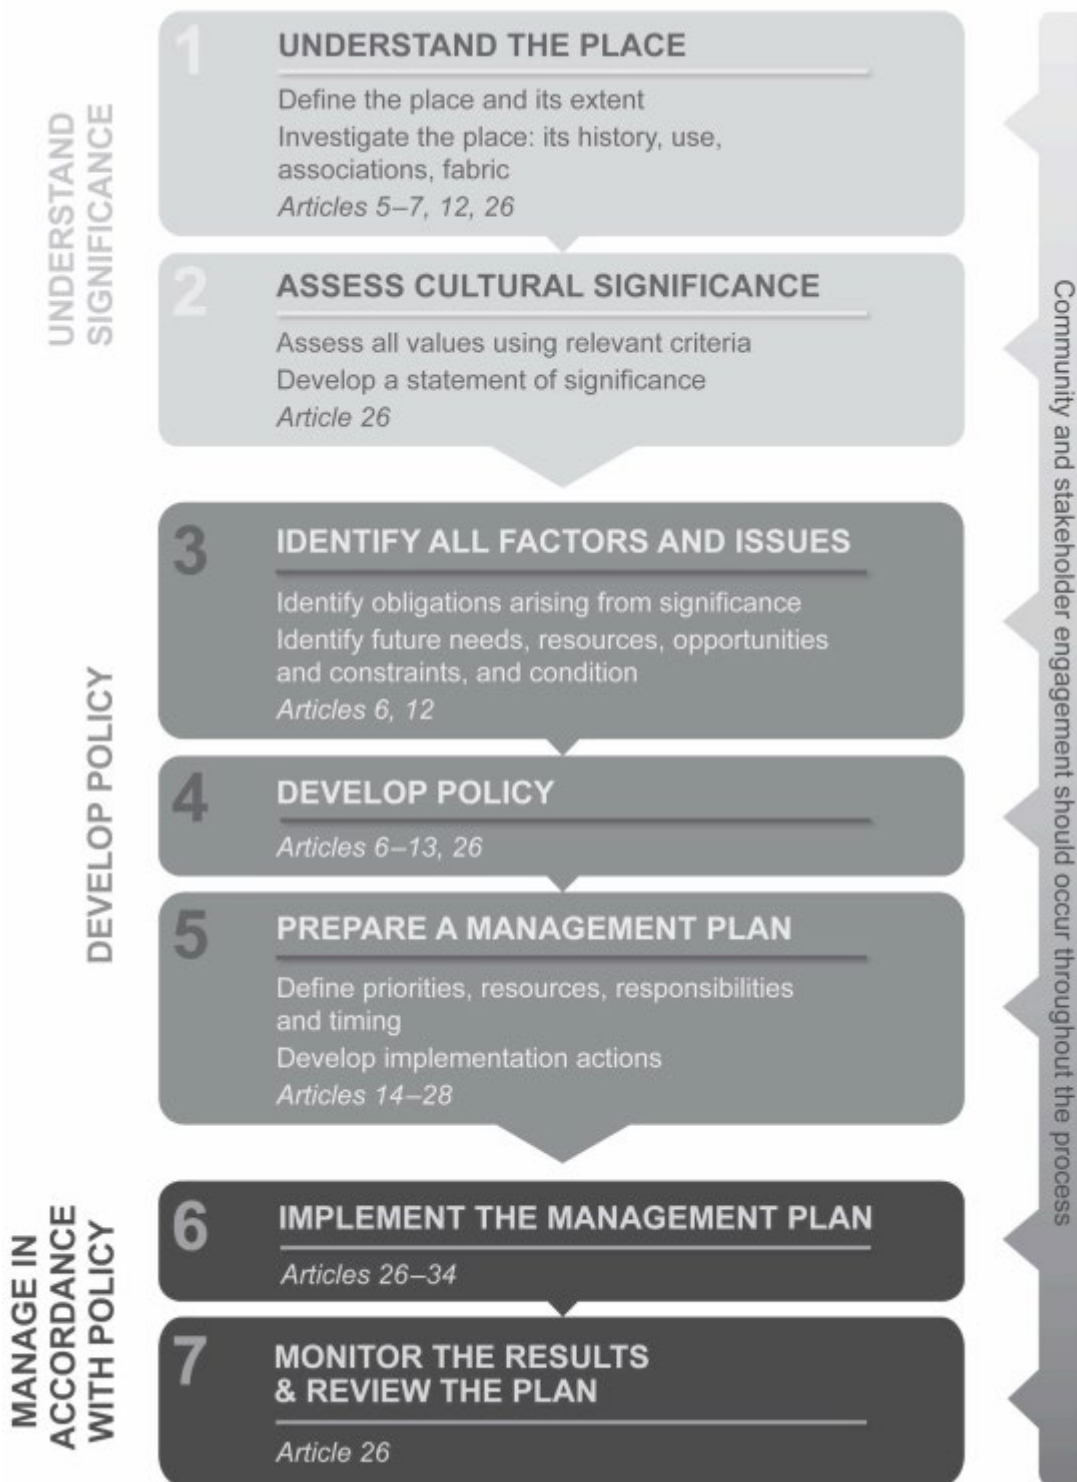 UNDERSTAND
SIGNIFICANCE
1
UNDERSTAND THE PLACE
Define the place and its extent
Investigate the place: its history, use,
associations, fabric
Articles 5–7, 12, 26
2
ASSESS CULTURAL SIGNIFICANCE
Assess all values using relevant criteria
Develop a statement of significance
Article 26
DEVELOP POLICY
3
IDENTIFY ALL FACTORS AND ISSUES
Identify obligations arising from significance
Identify future needs, resources, opportunities
and constraints, and condition
Articles 6, 12
4
DEVELOP POLICY
Articles 6–13, 26
5
PREPARE A MANAGEMENT PLAN
Define priorities, resources, responsibilities
and timing
Develop implementation actions
Articles 14–28
MANAGE IN
ACCORDANCE
WITH POLICY
6
IMPLEMENT THE MANAGEMENT PLAN
Articles 26–34
7
MONITOR THE RESULTS
& REVIEW THE PLAN
Article 26
Community and stakeholder engagement should occur throughout the process